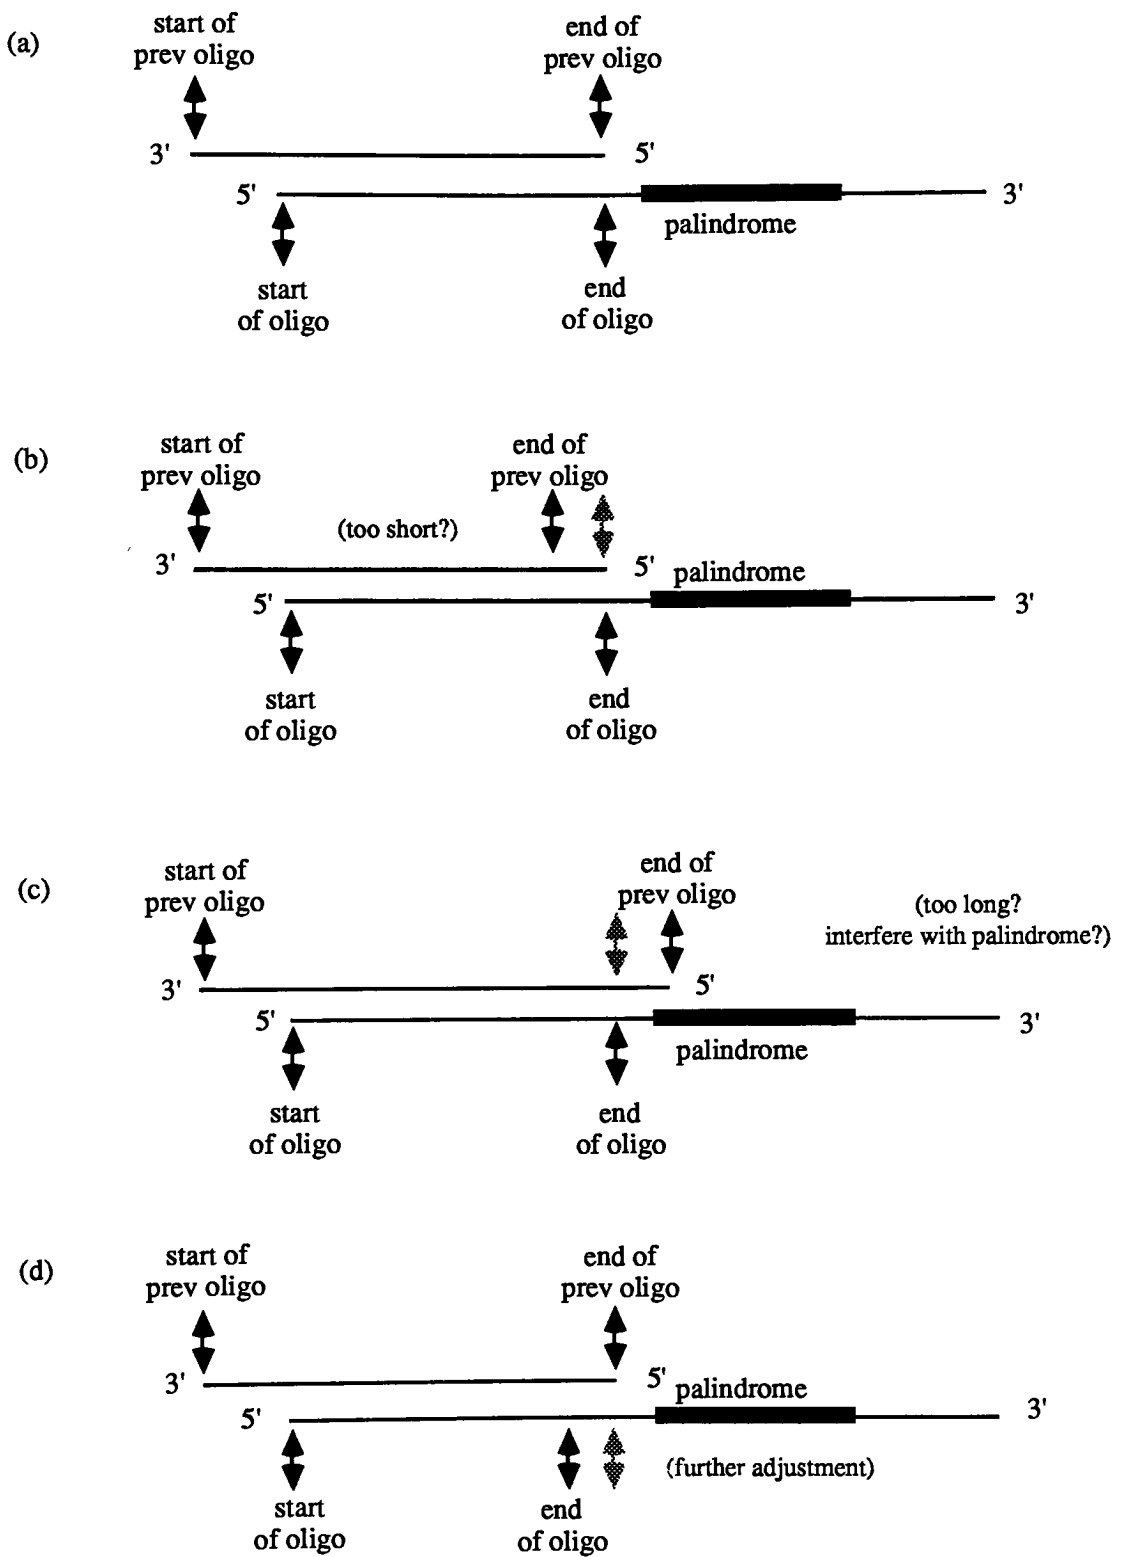 (a)
start of
prev oligo
end of
prev oligo
3'
5'
5'
3'
palindrome
start
of oligo
end
of oligo
(b)
start of
prev oligo
end of
prev oligo
(too short?)
3'
5'
palindrome
5'
3'
start
of oligo
end
of oligo
(c)
start of
prev oligo
end of
prev oligo
(too long?
interfere with palindrome?)
3'
5'
5'
3'
palindrome
start
of oligo
end
of oligo
(d)
start of
prev oligo
end of
prev oligo
3'
5'
palindrome
5'
3'
(further adjustment)
start
of oligo
end
of oligo